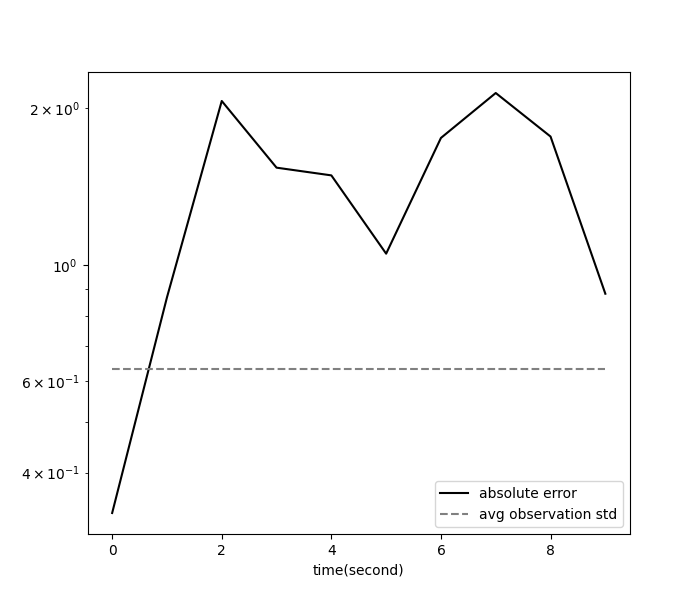 2 × 10⁰
10⁰
6 × 10⁻¹
4 × 10⁻¹
absolute error
avg observation std
0 2 4 6 8
time(second)